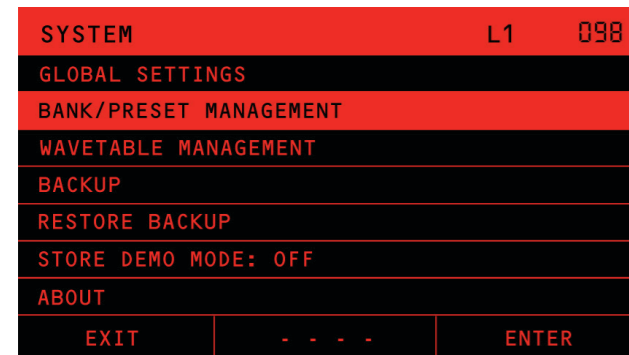 SYSTEM L1 098
GLOBAL SETTINGS
BANK/PRESET MANAGEMENT
WAVETABLE MANAGEMENT
BACKUP
RESTORE BACKUP
STORE DEMO MODE: OFF
ABOUT
EXIT - - - - ENTER